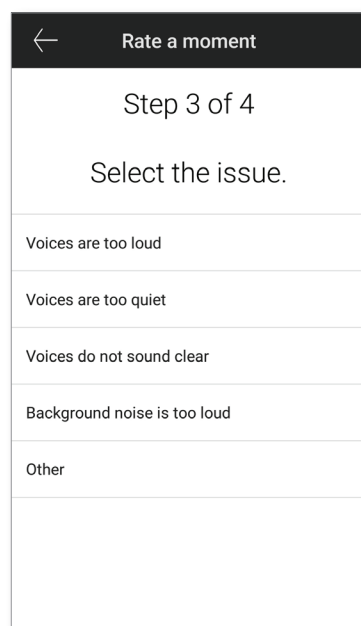 Rate a moment
Step 3 of 4
Select the issue.
Voices are too loud
Voices are too quiet
Voices do not sound clear
Background noise is too loud
Other